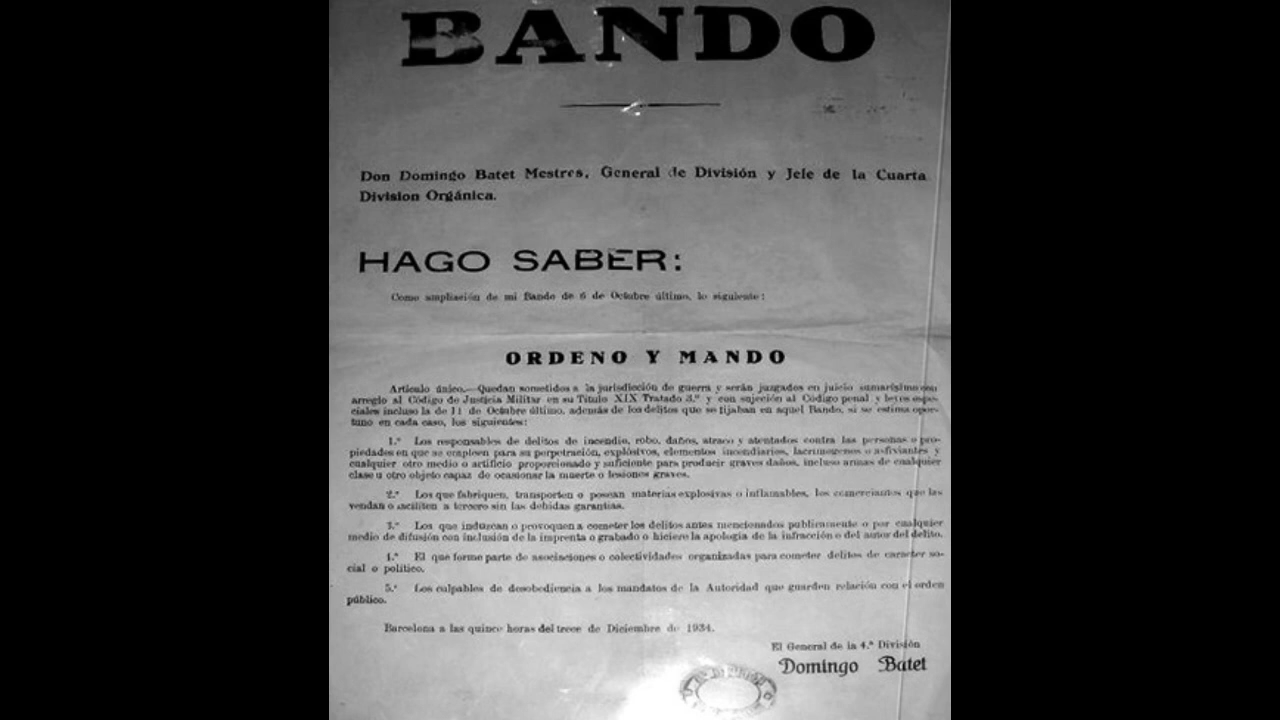 BANDO
Don Domingo Batet Mestres, General de División y Jefe de la Cuarta
Division Orgánica.
HAGO SABER:
Como ampliación de mi Bando de 6 de Octubre último, lo siguiente:
ORDENO Y MANDO
Artículo único.—Quedan sometidos a la jurisdicción de guerra y serán juzgados en juicio sumarísimo con
arreglo al Código de Justicia Militar en su Título XIX Tratado 3.º y con sujeción al Código penal y leyes espe-
ciales incluso la de 11 de Octubre último, además de los delitos que se fijaban en aquel Bando, si se estima opor-
tuno en cada caso, los siguientes:
1.º Los responsables de delitos de incendio, robo, daños, atraco y atentados contra las personas o pro-
piedades en que se empleen para su perpetración, explosivos, elementos incendiarios, lacrimógenos o asfixiantes y
cualquier otro medio o artificio proporcionado y suficiente para producir graves daños, incluso armas de cualquier
clase u otro objeto capaz de ocasionar la muerte o lesiones graves.
2.º Los que fabriquen, transporten o posean materias explosivas o inflamables, los comerciantes que las
vendan o faciliten a tercero sin las debidas garantías.
3.º Los que induzcan o provoquen a cometer los delitos antes mencionados publicamente o por cualquier
medio de difusión con inclusión de la imprenta o grabado o hiciere la apología de la infracción o del autor del delito.
4.º El que forme parte de asociaciones o colectividades organizadas para cometer delitos de caracter so-
cial o político.
5.º Los culpables de desobediencia a los mandatos de la Autoridad que guarden relación con el orden
público.
Barcelona a las quince horas del trece de Diciembre de 1934.
El General de la 4.ª División
Domingo Batet